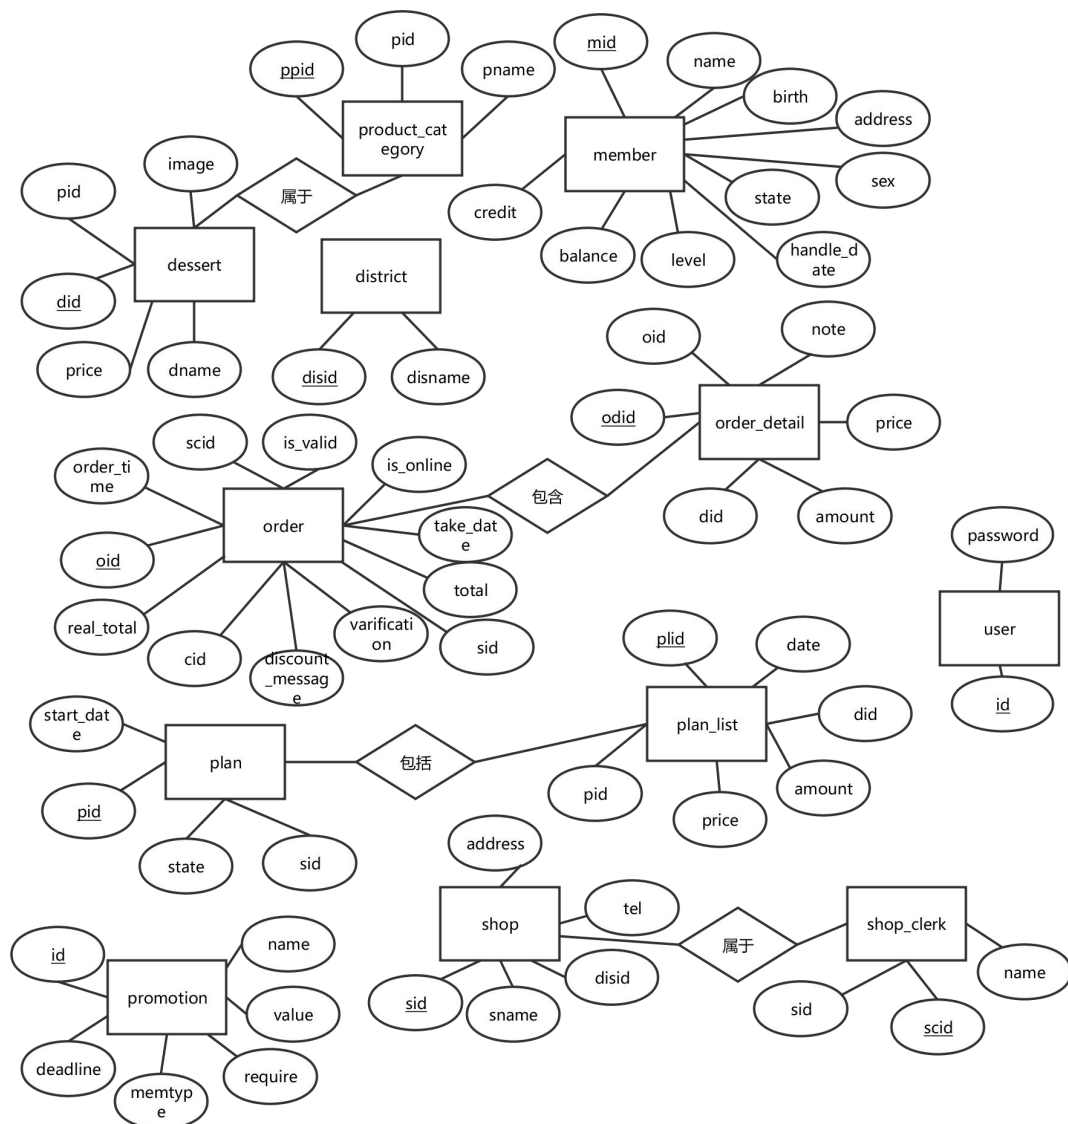 pid
ppid
pname
product_cat
egory
mid
name
birth
address
member
sex
state
credit
balance
level
handle_d
ate
image
pid
属于
dessert
did
price
dname
district
disid
disname
oid
note
odid
order_detail
price
did
amount
scid
is_valid
order_ti
me
is_online
order
包含
take_dat
e
oid
total
real_total
varificati
on
sid
cid
discount
_messag
e
password
user
id
plid
date
start_dat
e
plan_list
did
plan
包括
pid
pid
amount
price
state
sid
address
shop
tel
属于
shop_clerk
disid
sid
sname
name
sid
scid
id
name
promotion
value
deadline
require
memtyp
e